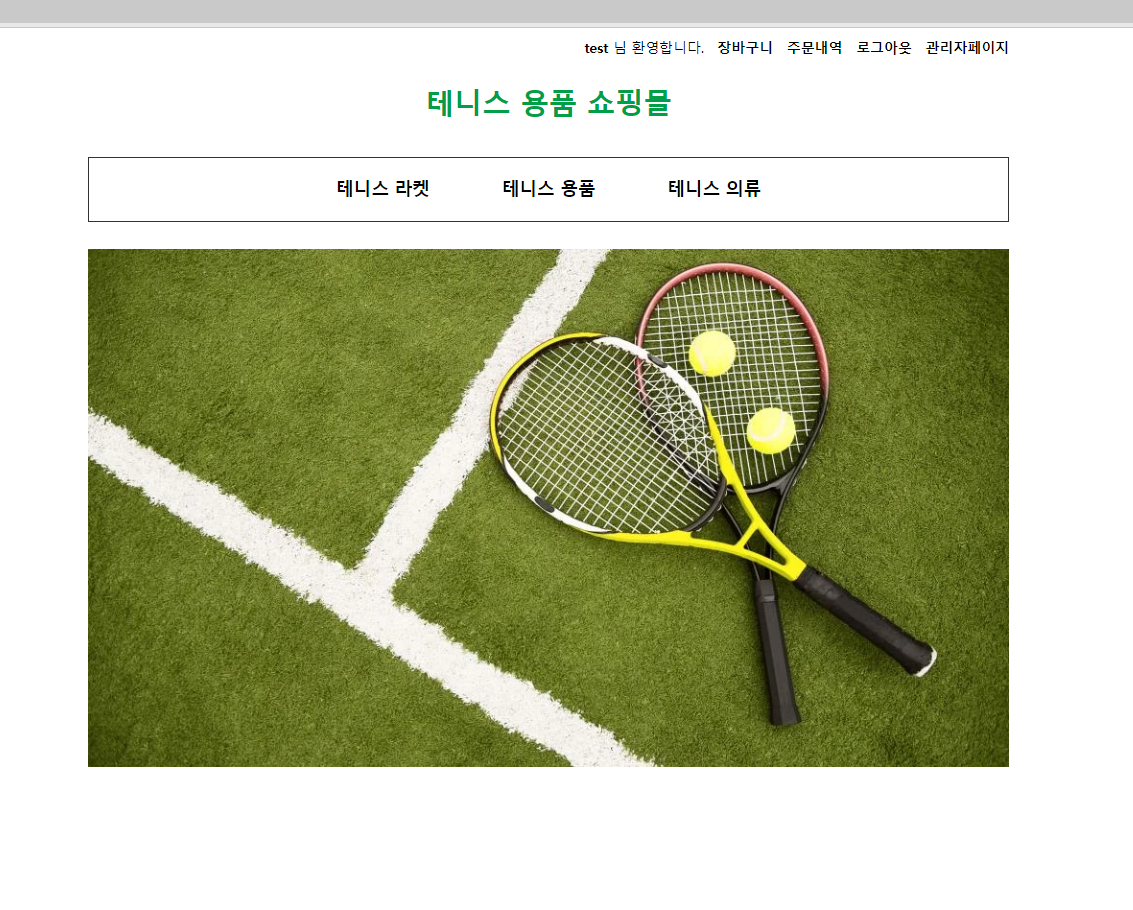 test 님 환영합니다. 장바구니 주문내역 로그아웃 관리자페이지
테니스 용품 쇼핑몰
테니스 라켓 테니스 용품 테니스 의류